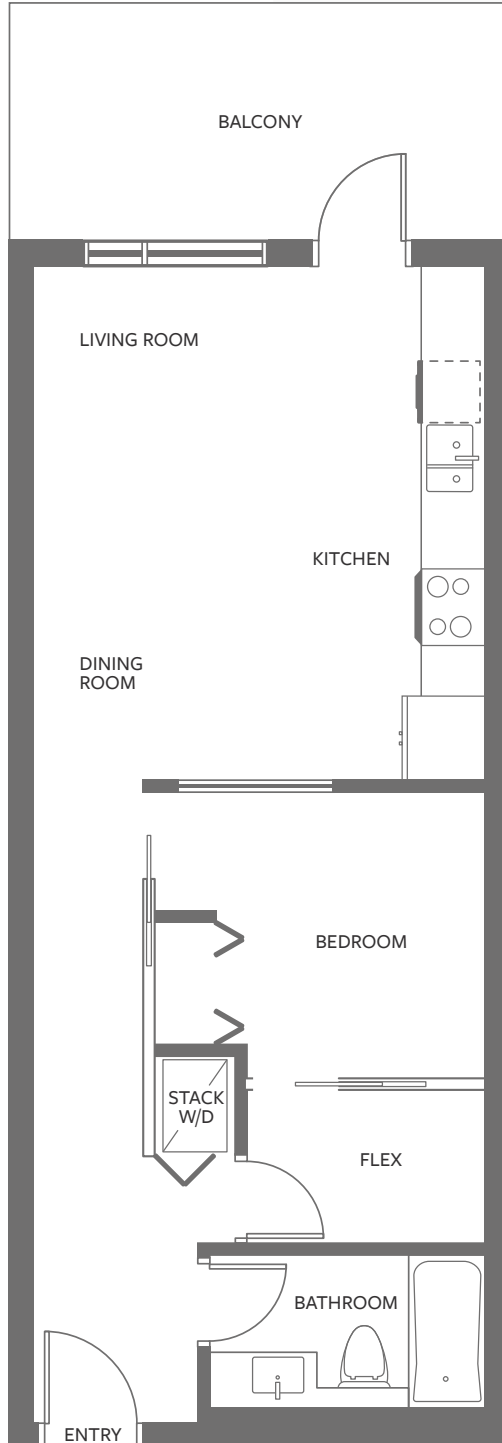 BALCONY
LIVING ROOM
KITCHEN
DINING
ROOM
BEDROOM
STACK
W/D
FLEX
BATHROOM
ENTRY